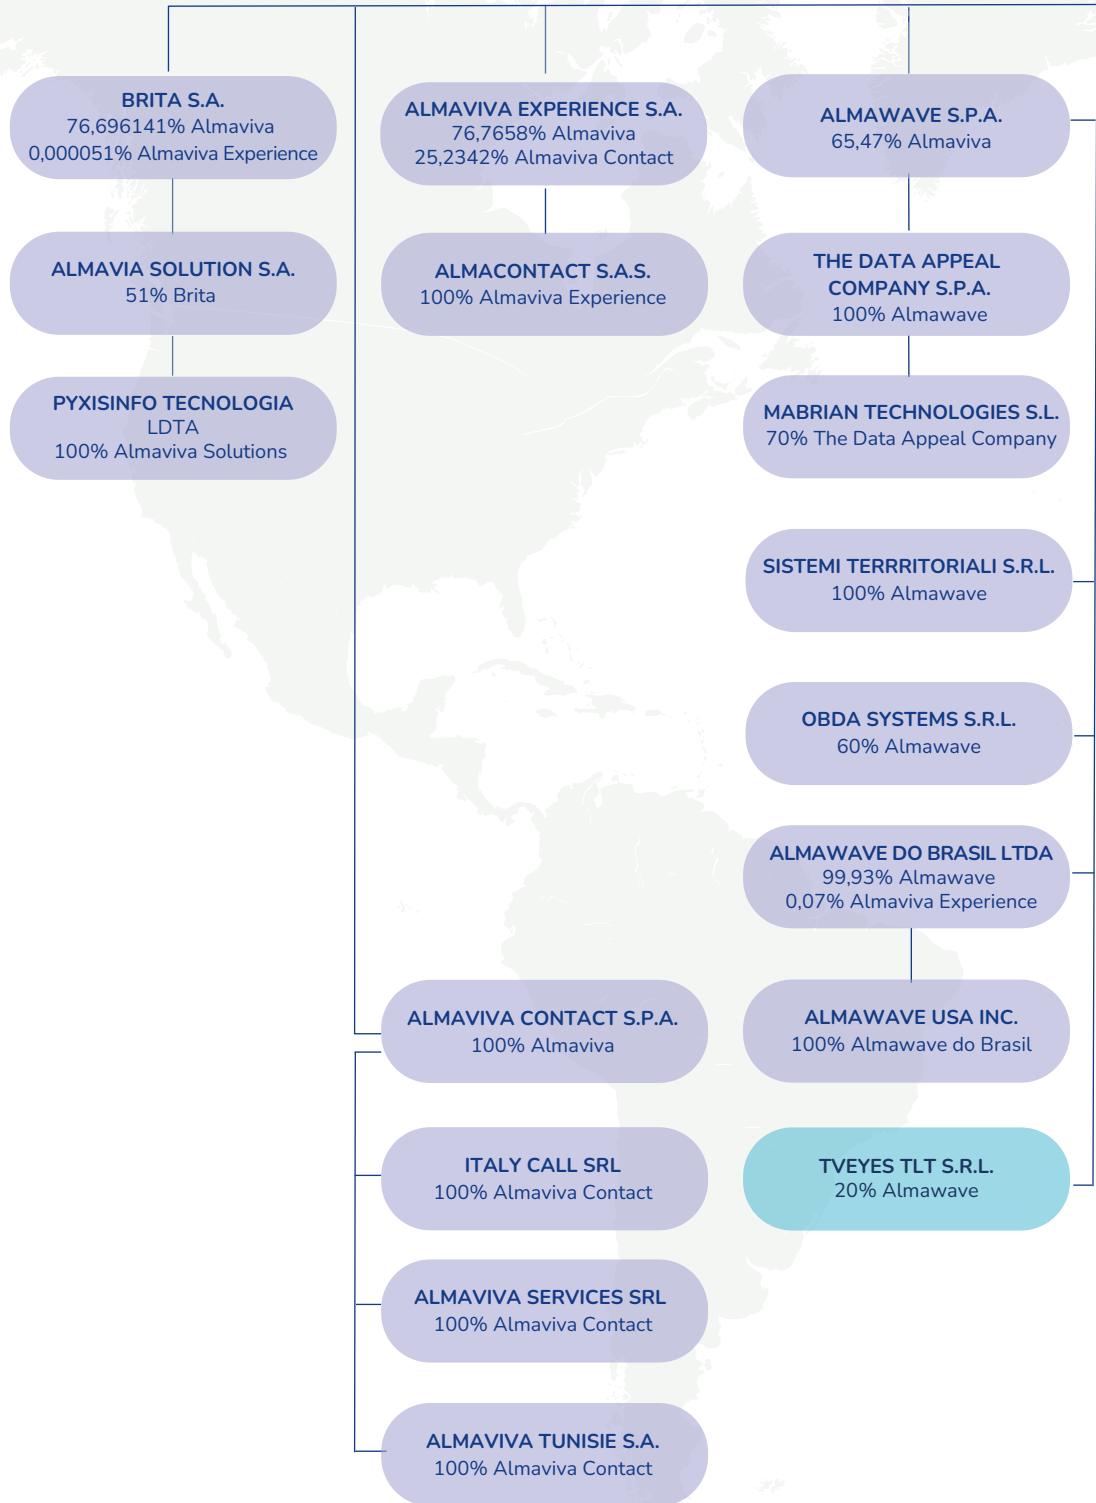 BRITA S.A.
76,696141% Almaviva
0,000051% Almaviva Experience
ALMAVIA SOLUTION S.A.
51% Brita
PYXISINFO TECNOLOGIA
LDTA
100% Almaviva Solutions
ALMAVIVA EXPERIENCE S.A.
76,7658% Almaviva
25,2342% Almaviva Contact
ALMACONTACT S.A.S.
100% Almaviva Experience
ALMAVIVA CONTACT S.P.A.
100% Almaviva
ITALY CALL SRL
100% Almaviva Contact
ALMAVIVA SERVICES SRL
100% Almaviva Contact
ALMAVIVA TUNISIE S.A.
100% Almaviva Contact
ALMAWAVE S.P.A.
65,47% Almaviva
THE DATA APPEAL
COMPANY S.P.A.
100% Almawave
MABRIAN TECHNOLOGIES S.L.
70% The Data Appeal Company
SISTEMI TERRRITORIALI S.R.L.
100% Almawave
OBDA SYSTEMS S.R.L.
60% Almawave
ALMAWAVE DO BRASIL LTDA
99,93% Almawave
0,07% Almaviva Experience
ALMAWAVE USA INC.
100% Almawave do Brasil
TVEYES TLT S.R.L.
20% Almawave